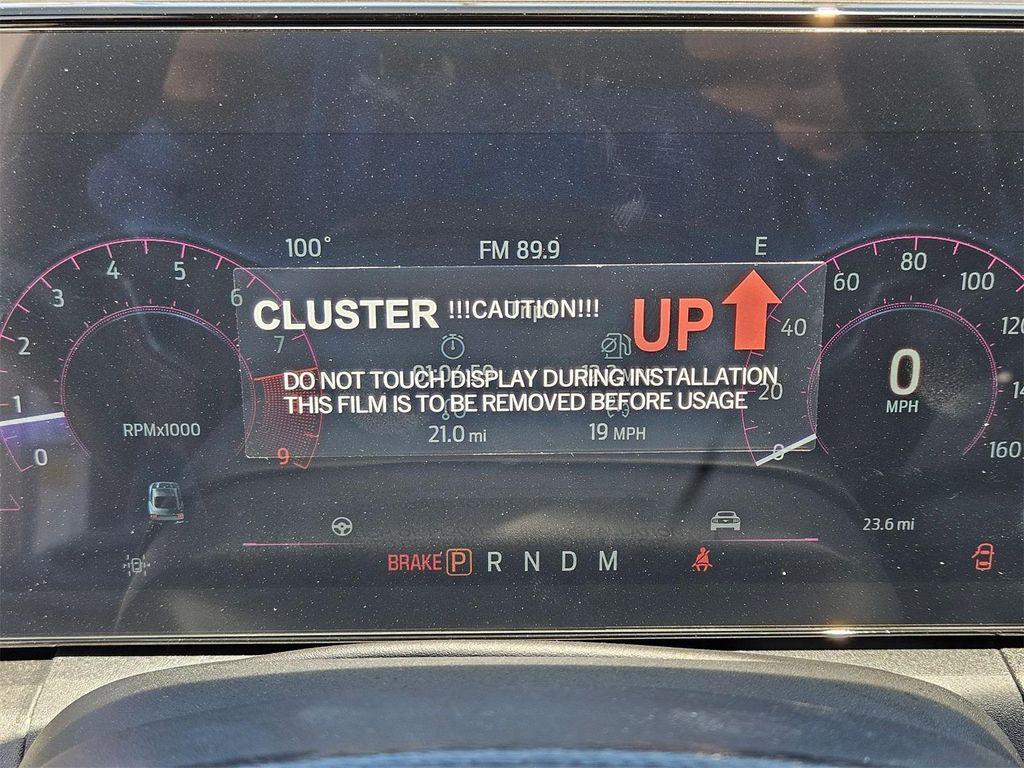 100°
FM 89.9
E
CLUSTER !!!CAUTION!!! UP
DO NOT TOUCH DISPLAY DURING INSTALLATION
THIS FILM IS TO BE REMOVED BEFORE USAGE
0
1
2
3
4
5
6
7
9
RPMx1000
21.0 mi
19 MPH
0
20
40
60
80
100
160
0
MPH
23.6 mi
BRAKE P R N D M